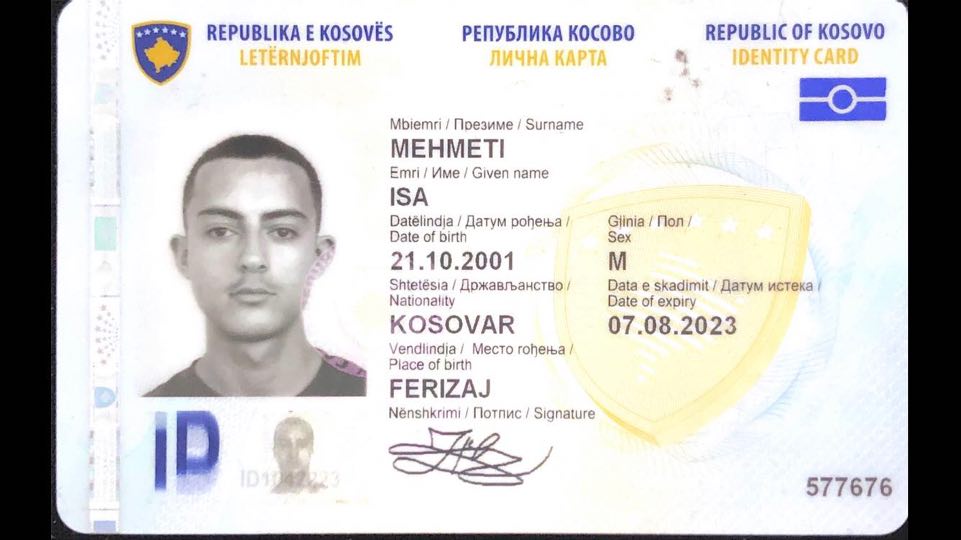 REPUBLIKA E KOSOVËS
LETËRNJOFTIM
РЕПУБЛИКА КОСОВО
ЛИЧНА КАРТА
REPUBLIC OF KOSOVO
IDENTITY CARD
Mbiemri / Презиме / Surname
MEHMETI
Emri / Име / Given name
ISA
Datëlindja / Датум рођења /
Date of birth
21.10.2001
Gjinia / Пол /
Sex
M
Shtetësia / Држављанство /
Nationality
KOSOVAR
Data e skadimit / Датум истека /
Date of expiry
07.08.2023
Vendlindja / Место рођења /
Place of birth
FERIZAJ
Nënshkrimi / Потпис / Signature
ID
577676